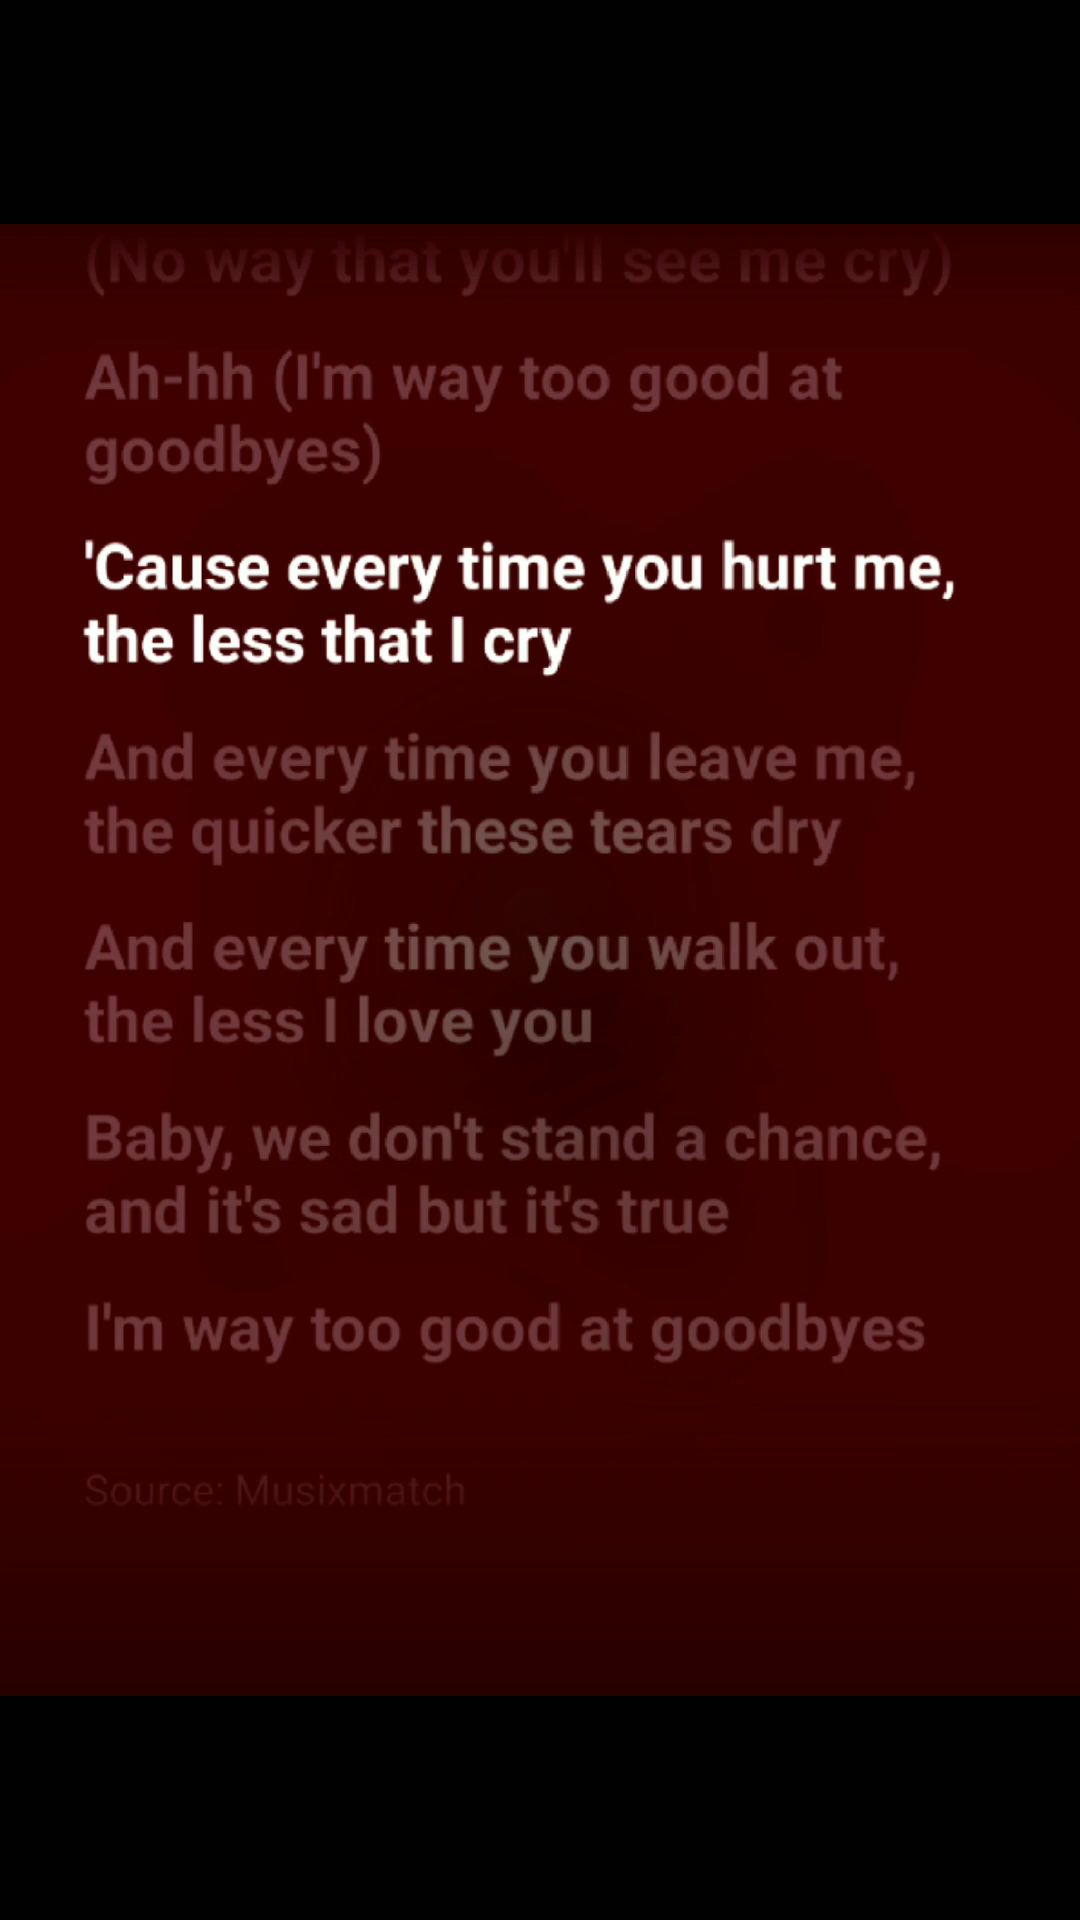 (No way that you'll see me cry)
Ah-hh (I'm way too good at
goodbyes)
'Cause every time you hurt me,
the less that I cry
And every time you leave me,
the quicker these tears dry
And every time you walk out,
the less I love you
Baby, we don't stand a chance,
and it's sad but it's true
I'm way too good at goodbyes
Source: Musixmatch